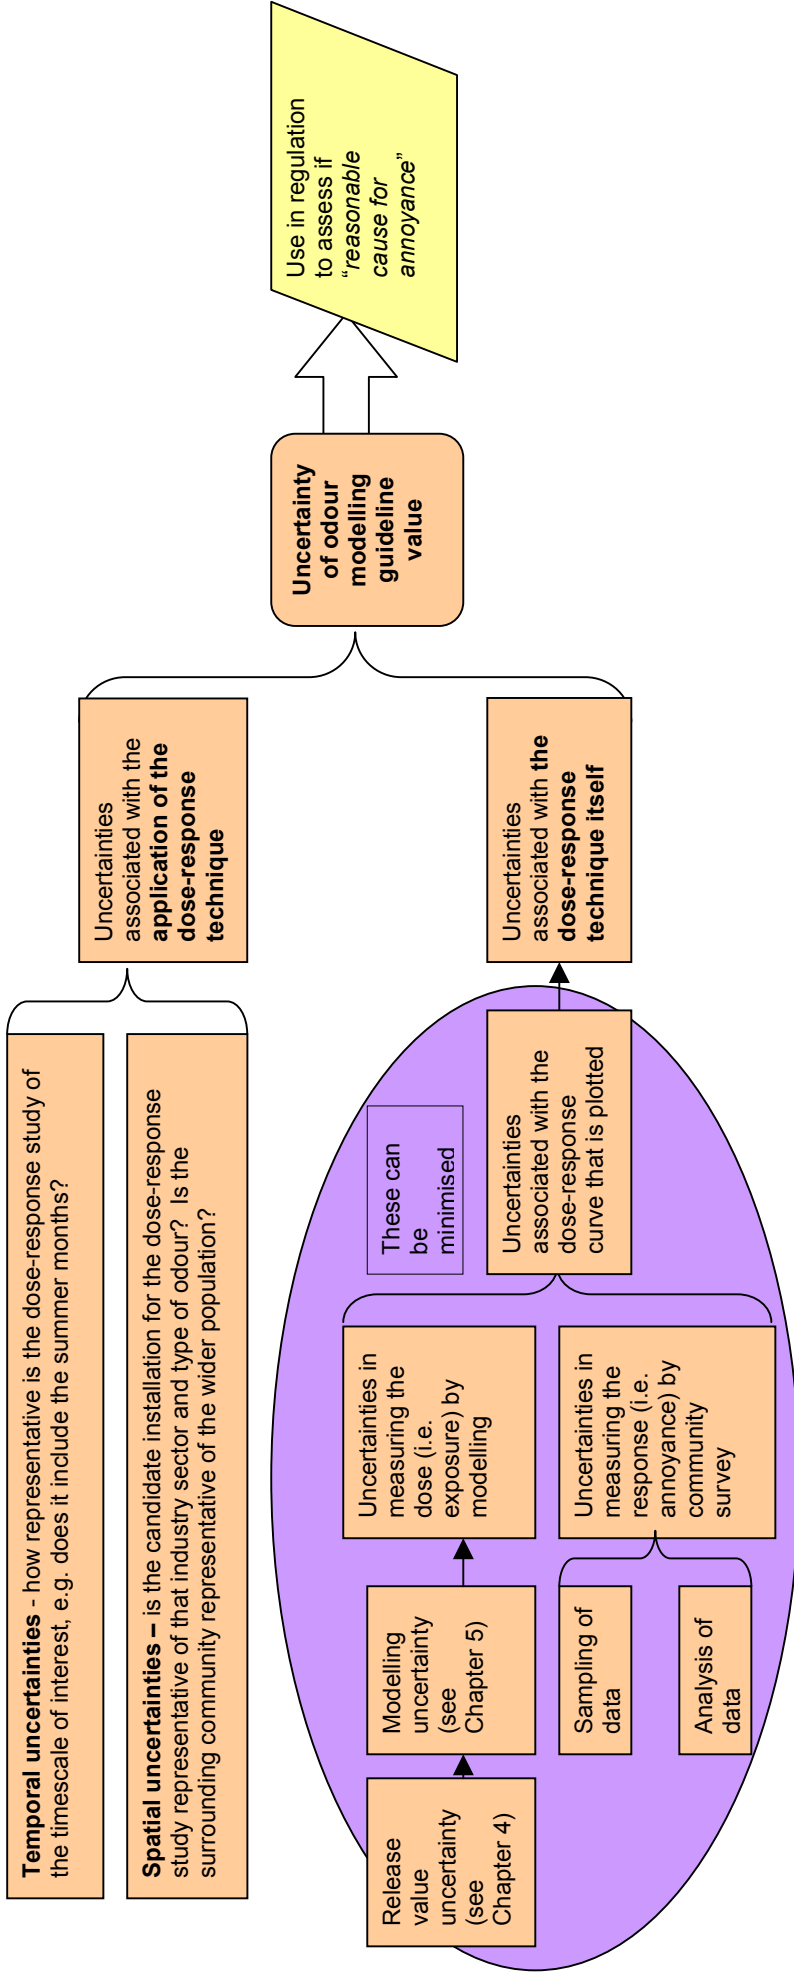 Temporal uncertainties - how representative is the dose-response study of
the timescale of interest, e.g. does it include the summer months?
Spatial uncertainties – is the candidate installation for the dose-response
study representative of that industry sector and type of odour?  Is the
surrounding community representative of the wider population?
Uncertainties
associated with the
application of the
dose-response
technique
Release
value
uncertainty
(see
Chapter 4)
Modelling
uncertainty
(see
Chapter 5)
Uncertainties in
measuring the
dose (i.e.
exposure) by
modelling
These can
be
minimised
Sampling of
data
Analysis of
data
Uncertainties in
measuring the
response (i.e.
annoyance) by
community
survey
Uncertainties
associated with the
dose-response
curve that is plotted
Uncertainties
associated with the
dose-response
technique itself
Uncertainty
of odour
modelling
guideline
value
Use in regulation
to assess if
“reasonable
cause for
annoyance”